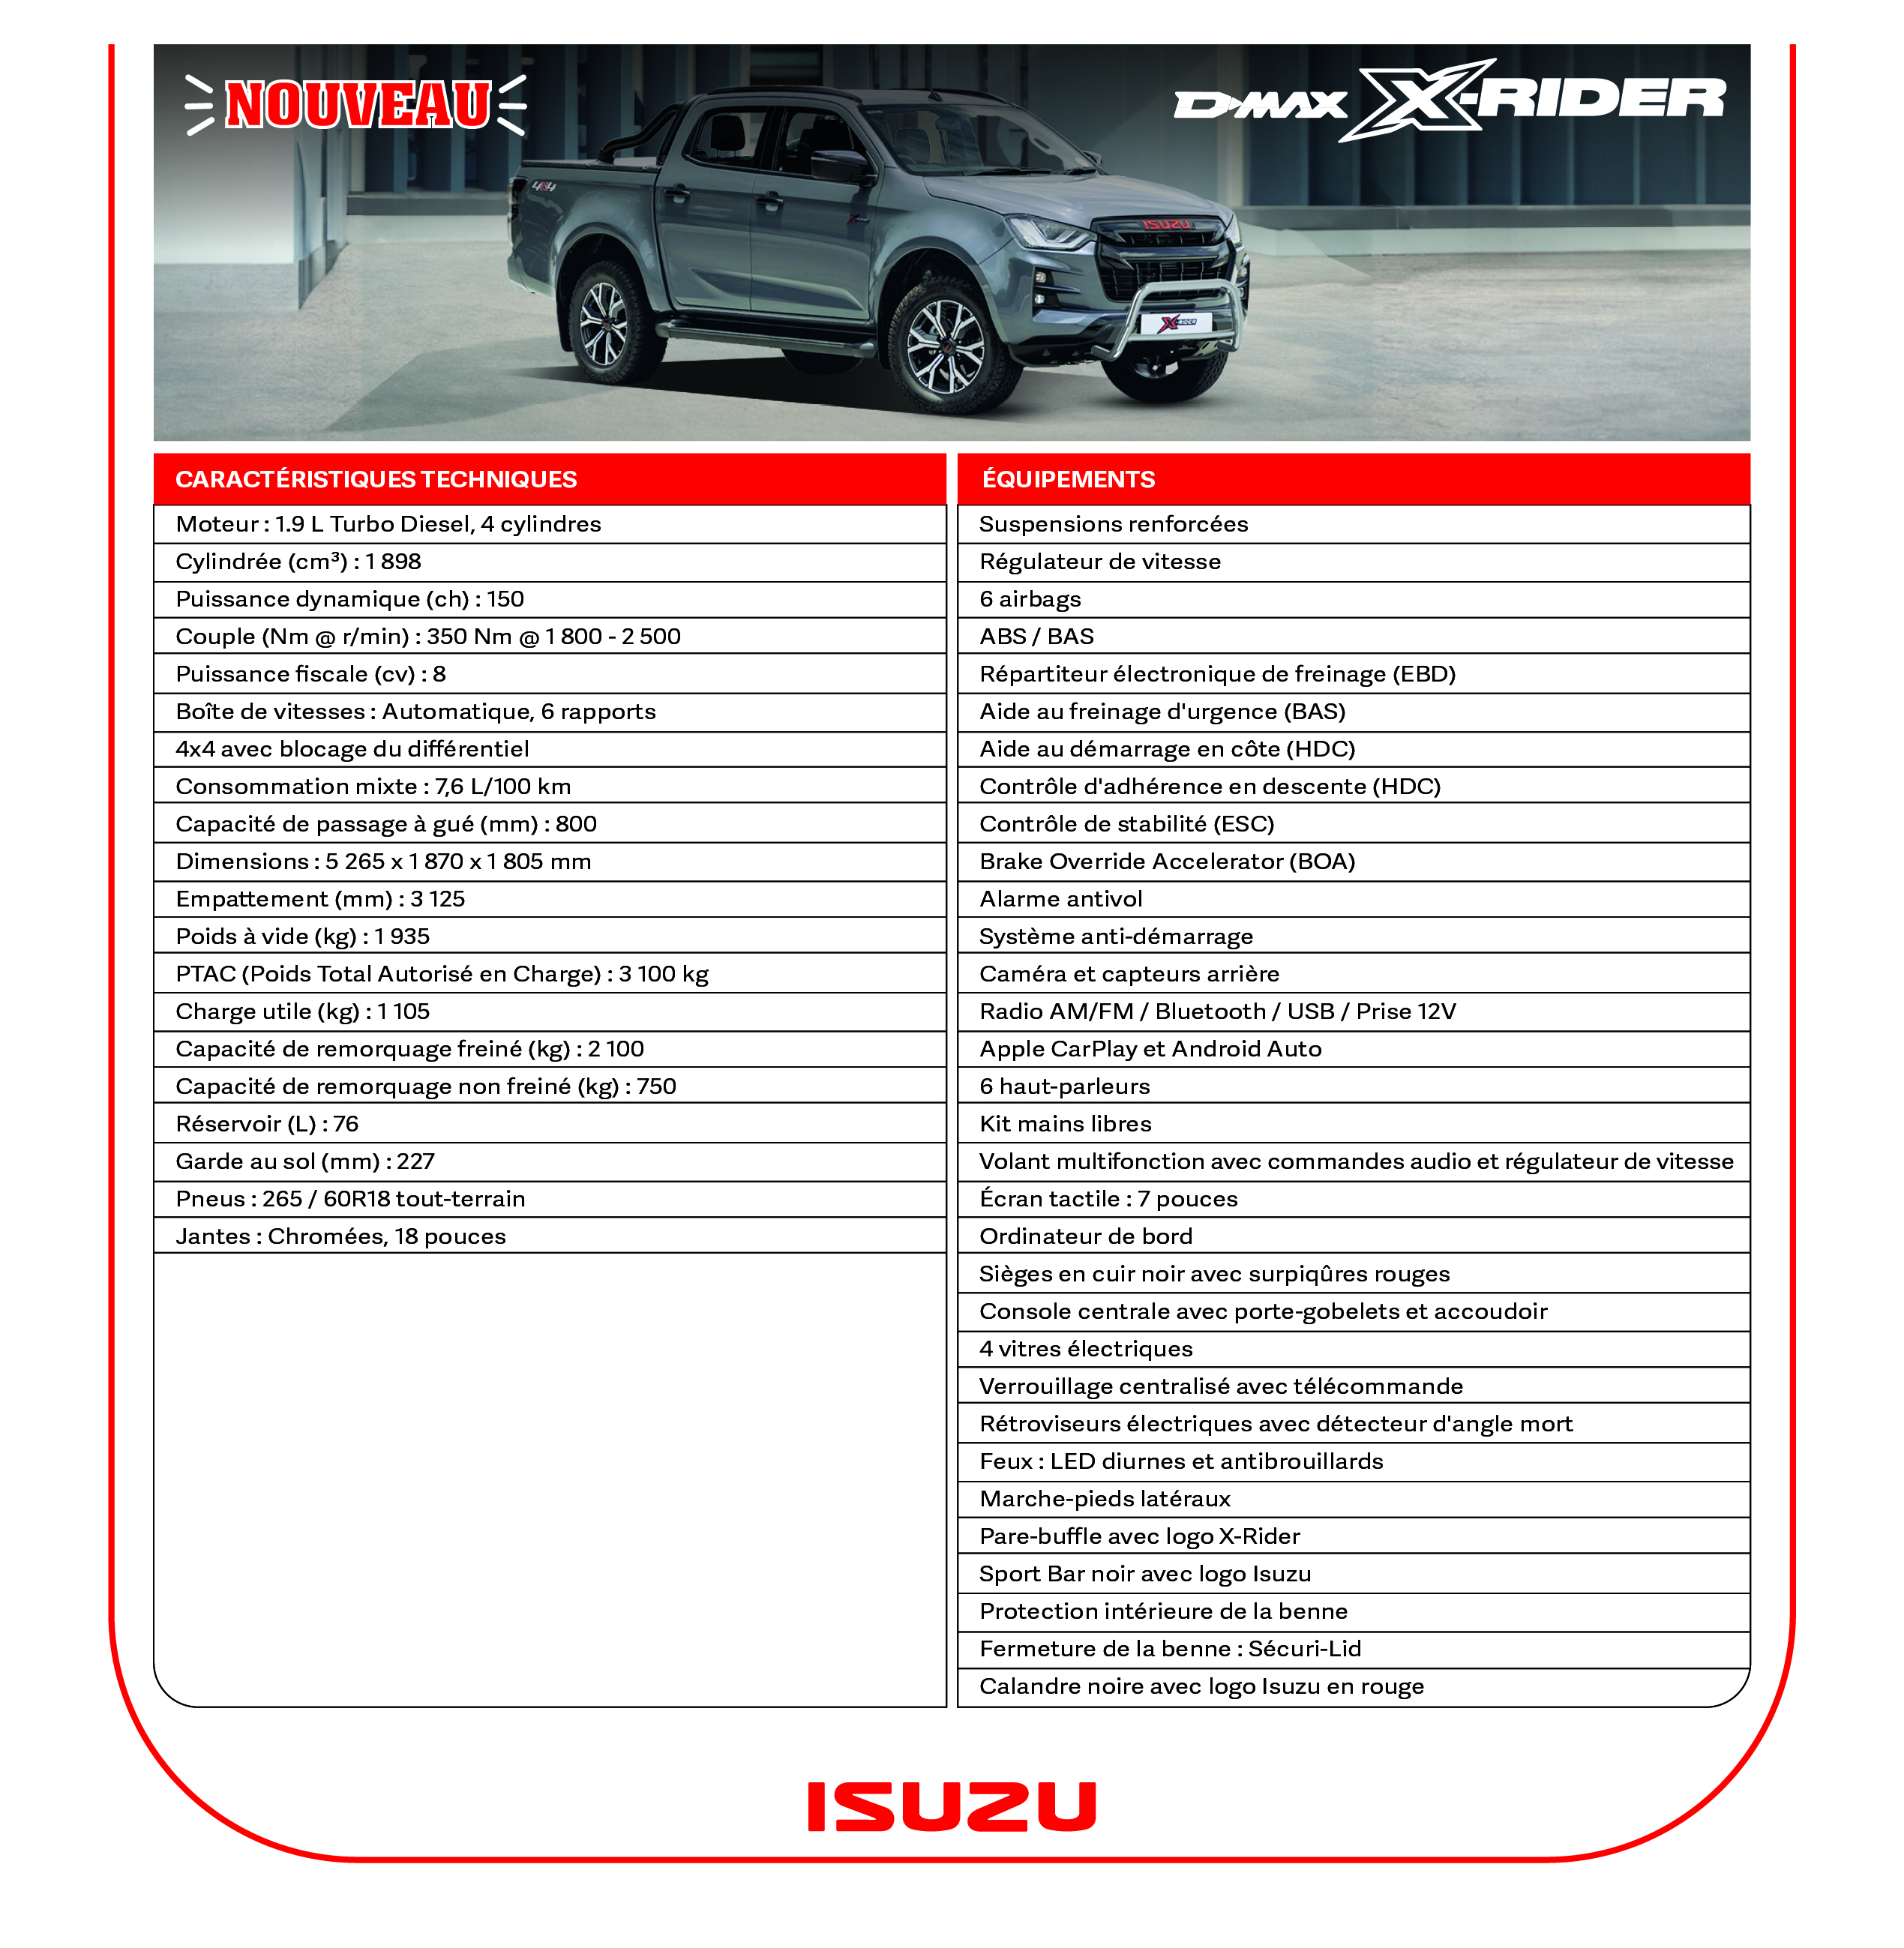 NOUVEAU
D-MAX X-RIDER
4x4
ISUZU
X-RIDER
CARACTÉRISTIQUES TECHNIQUES
Moteur : 1.9 L Turbo Diesel, 4 cylindres
Cylindrée (cm³) : 1 898
Puissance dynamique (ch) : 150
Couple (Nm @ r/min) : 350 Nm @ 1 800 - 2 500
Puissance fiscale (cv) : 8
Boîte de vitesses : Automatique, 6 rapports
4x4 avec blocage du différentiel
Consommation mixte : 7,6 L/100 km
Capacité de passage à gué (mm) : 800
Dimensions : 5 265 x 1 870 x 1 805 mm
Empattement (mm) : 3 125
Poids à vide (kg) : 1 935
PTAC (Poids Total Autorisé en Charge) : 3 100 kg
Charge utile (kg) : 1 105
Capacité de remorquage freiné (kg) : 2 100
Capacité de remorquage non freiné (kg) : 750
Réservoir (L) : 76
Garde au sol (mm) : 227
Pneus : 265 / 60R18 tout-terrain
Jantes : Chromées, 18 pouces
ÉQUIPEMENTS
Suspensions renforcées
Régulateur de vitesse
6 airbags
ABS / BAS
Répartiteur électronique de freinage (EBD)
Aide au freinage d'urgence (BAS)
Aide au démarrage en côte (HDC)
Contrôle d'adhérence en descente (HDC)
Contrôle de stabilité (ESC)
Brake Override Accelerator (BOA)
Alarme antivol
Système anti-démarrage
Caméra et capteurs arrière
Radio AM/FM / Bluetooth / USB / Prise 12V
Apple CarPlay et Android Auto
6 haut-parleurs
Kit mains libres
Volant multifonction avec commandes audio et régulateur de vitesse
Écran tactile : 7 pouces
Ordinateur de bord
Sièges en cuir noir avec surpiqûres rouges
Console centrale avec porte-gobelets et accoudoir
4 vitres électriques
Verrouillage centralisé avec télécommande
Rétroviseurs électriques avec détecteur d'angle mort
Feux : LED diurnes et antibrouillards
Marche-pieds latéraux
Pare-buffle avec logo X-Rider
Sport Bar noir avec logo Isuzu
Protection intérieure de la benne
Fermeture de la benne : Sécuri-Lid
Calandre noire avec logo Isuzu en rouge
ISUZU